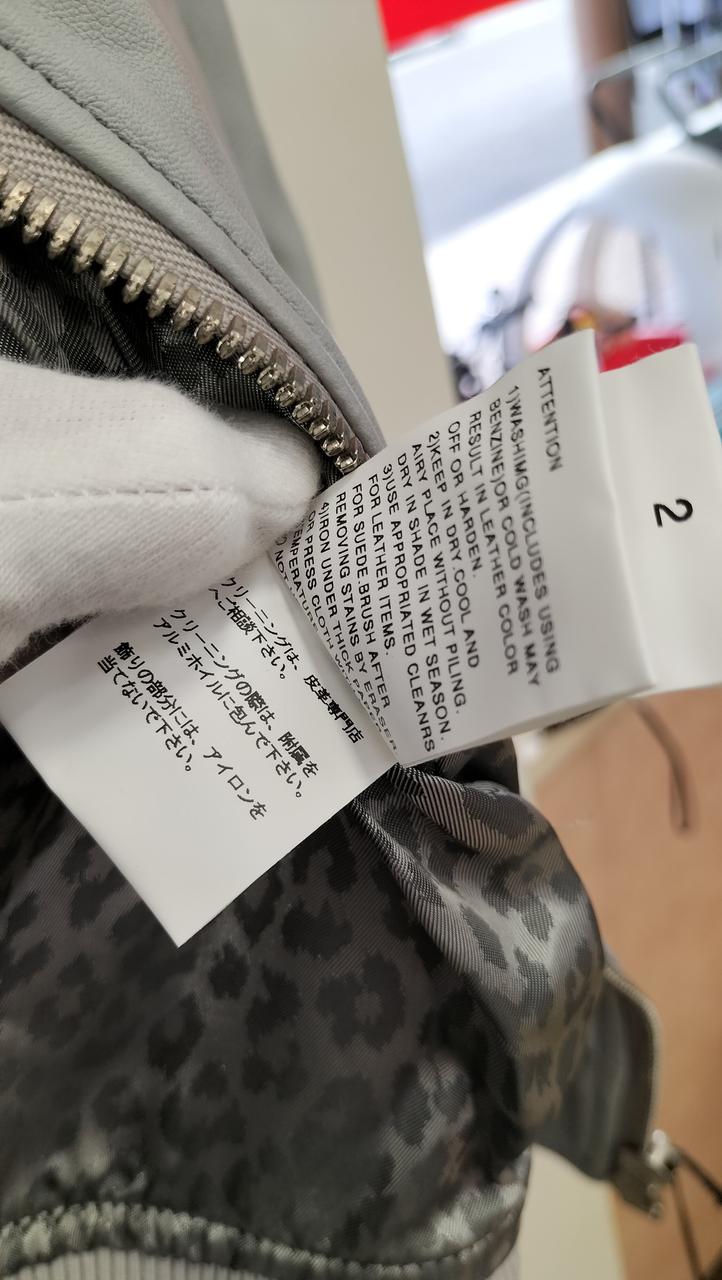 ATTENTION
1)WASHIMG(INCLUDES USING
BENZINE)OR COLD WASH MAY
RESULT IN LEATHER COLOR
OFF OR HARDEN.
2)KEEP IN DRY.COOL AND
AIRY PLACE WITHOUT PILING.
DRY IN SHADE IN WET SEASON.
3)USE APPROPRIATED CLEANRS
FOR LEATHER ITEMS.
FOR SUEDE.BRUSH AFTER
REMOVING STAINS BY ERASER
4)IRON UNDER THICK
OR PRESS CLOTH
2
クリーニングは、皮革専門店
へご相談下さい。
クリーニングの際は、附属を
アルミホイルに包んで下さい。
飾りの部分には、アイロンを
当てないで下さい。